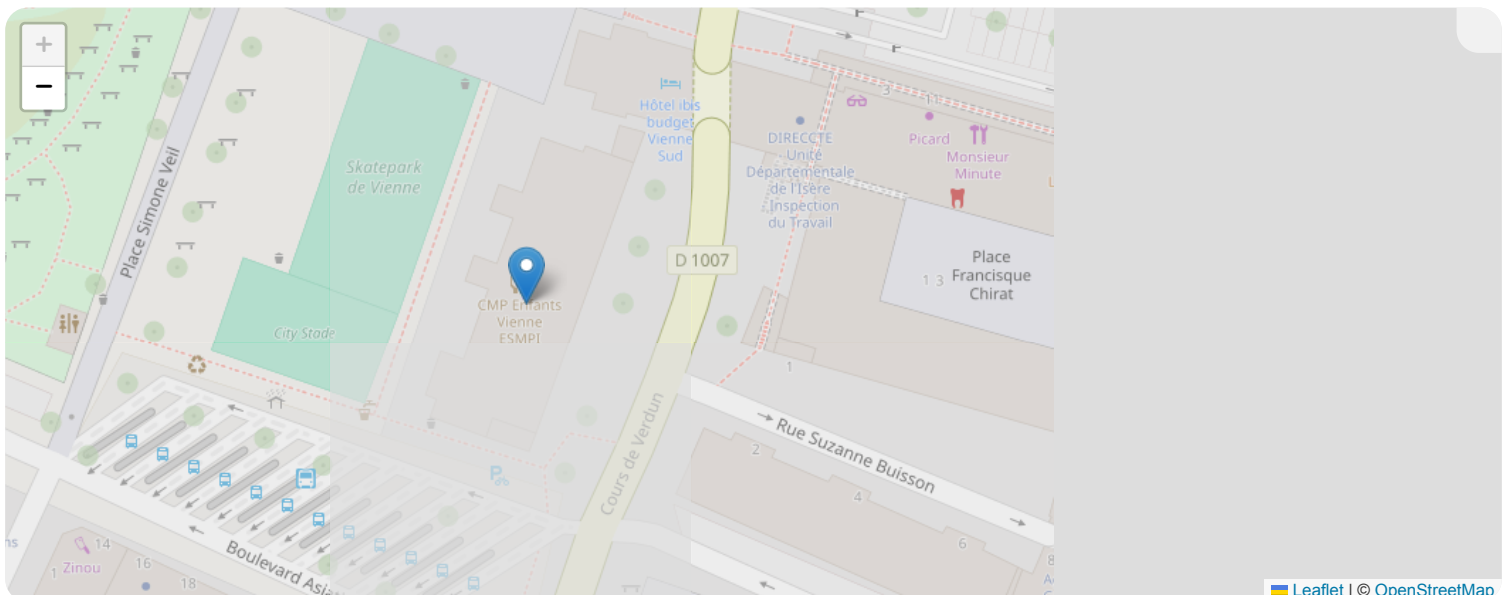 +
−
Place Simone Veil
Skatepark
de Vienne
City Stade
Hôtel ibis
budget
Vienne
Sud
CMP Enfants
Vienne
ESMPI
D 1007
DIRECCTE
Unité
Départementale
de l'Isère
Inspection
du Travail
3
11
Picard
Monsieur
Minute
Place
Francisque
Chirat
1 3
1
P
P
Cours de Verdun
Rue Suzanne Buisson
2
4
6
8
Zinou
14
16
18
1
Boulevard Asia
Leaflet | © OpenStreetMap